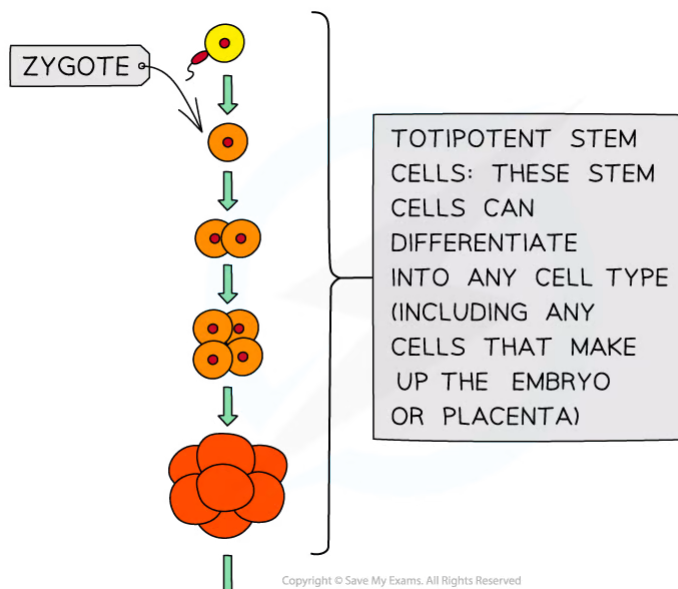 ZYGOTE
TOTIPOTENT STEM
CELLS: THESE STEM
CELLS CAN
DIFFERENTIATE
INTO ANY CELL TYPE
(INCLUDING ANY
CELLS THAT MAKE
UP THE EMBRYO
OR PLACENTA)
Copyright © Save My Exams. All Rights Reserved